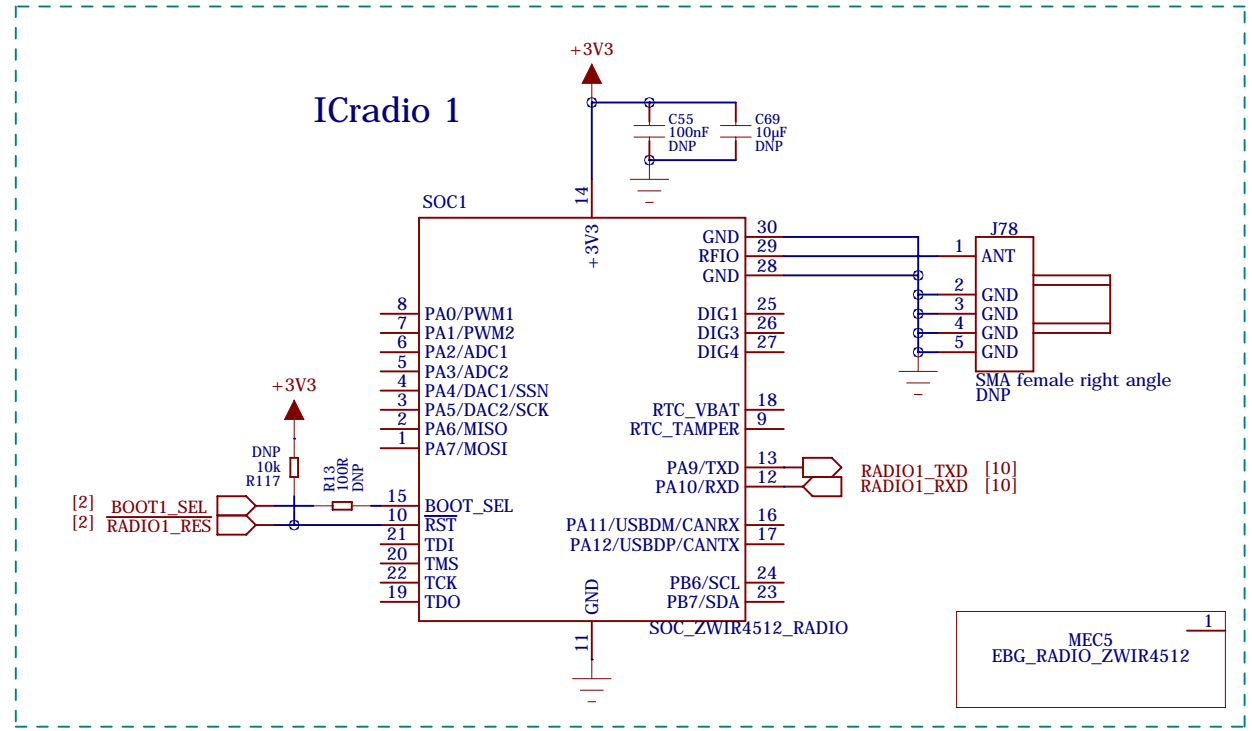 +3V3
ICradio 1
C55
100nF
DNP
C69
10µF
DNP
14
SOC1
+3V3
GND 30
RFIO 29
GND 28
J78
1 ANT
2 GND
3 GND
4 GND
5 GND
SMA female right angle
DNP
8 PA0/PWM1
7 PA1/PWM2
6 PA2/ADC1
5 PA3/ADC2
4 PA4/DAC1/SSN
3 PA5/DAC2/SCK
2 PA6/MISO
1 PA7/MOSI
DIG1 25
DIG3 26
DIG4 27
RTC_VBAT 18
RTC_TAMPER 9
PA9/TXD 13
PA10/RXD 12
RADIO1_TXD [10]
RADIO1_RXD [10]
+3V3
DNP
10k
R117
R13
100R
DNP
[2] BOOT1_SEL
[2] RADIO1_RES
15 BOOT_SEL
10 RST
21 TDI
20 TMS
22 TCK
19 TDO
PA11/USBDM/CANRX 16
PA12/USBDP/CANTX 17
PB6/SCL 24
PB7/SDA 23
GND
11
SOC_ZWIR4512_RADIO
1
MEC5
EBG_RADIO_ZWIR4512